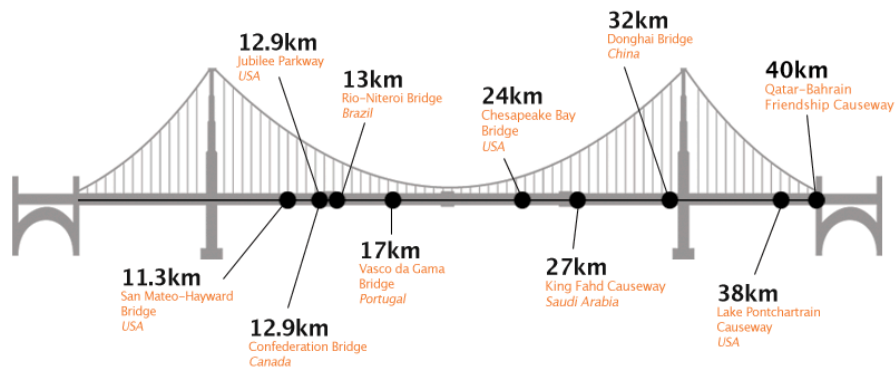 12.9km
Jubilee Parkway
USA
13km
Rio-Niteroi Bridge
Brazil
24km
Chesapeake Bay
Bridge
USA
32km
Donghai Bridge
China
40km
Qatar-Bahrain
Friendship Causeway
11.3km
San Mateo-Hayward
Bridge
USA
12.9km
Confederation Bridge
Canada
17km
Vasco da Gama
Bridge
Portugal
27km
King Fahd Causeway
Saudi Arabia
38km
Lake Pontchartrain
Causeway
USA